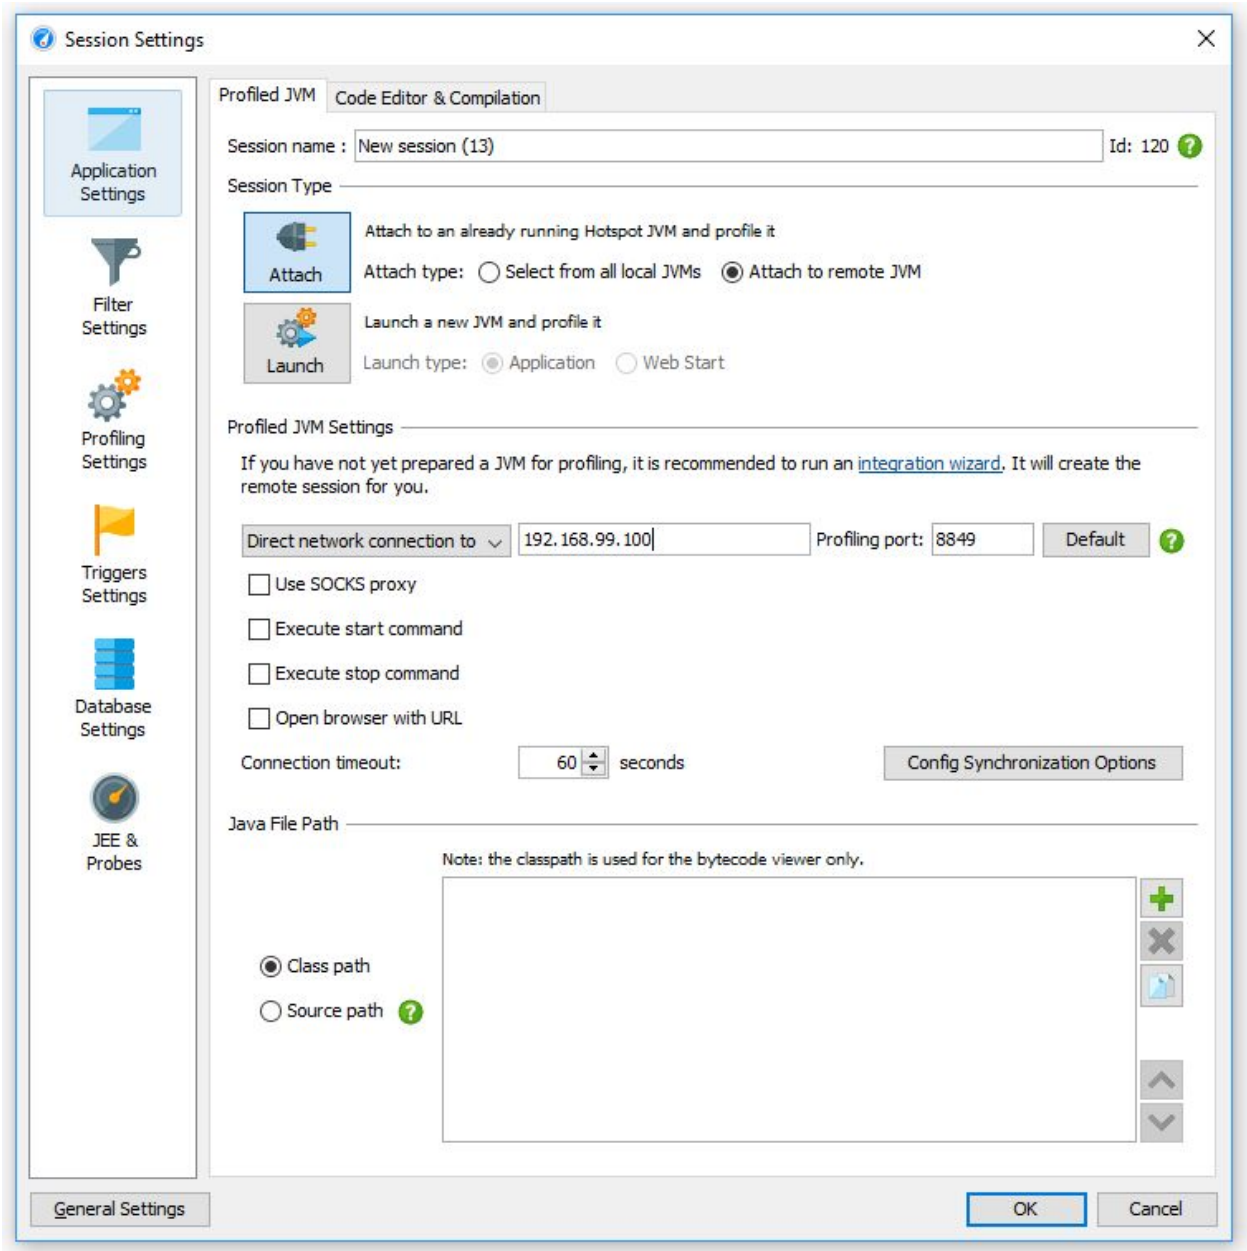 Session Settings
Profiled JVM
Code Editor & Compilation
Application
Settings
Filter
Settings
Profiling
Settings
Triggers
Settings
Database
Settings
JEE &
Probes
Session name : New session (13) Id: 120
Session Type
Attach
Attach to an already running Hotspot JVM and profile it
Attach type: Select from all local JVMs Attach to remote JVM
Launch
Launch a new JVM and profile it
Launch type: Application Web Start
Profiled JVM Settings
If you have not yet prepared a JVM for profiling, it is recommended to run an integration wizard. It will create the
remote session for you.
Direct network connection to 192.168.99.100 Profiling port: 8849 Default
Use SOCKS proxy
Execute start command
Execute stop command
Open browser with URL
Connection timeout: 60 seconds Config Synchronization Options
Java File Path
Note: the classpath is used for the bytecode viewer only.
Class path
Source path
General Settings OK Cancel